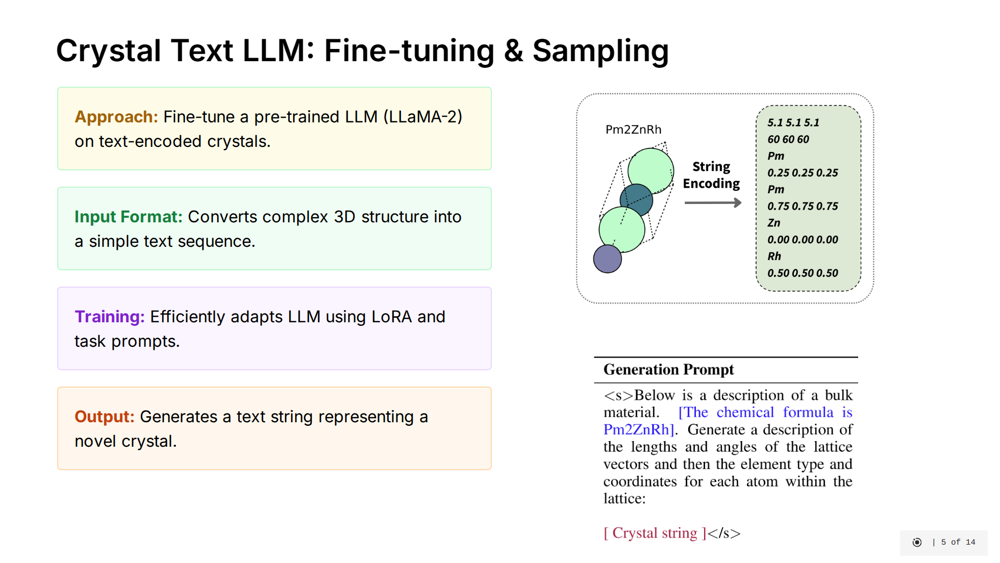 Crystal Text LLM: Fine-tuning & Sampling
Approach: Fine-tune a pre-trained LLM (LLaMA-2)
on text-encoded crystals.
Input Format: Converts complex 3D structure into
a simple text sequence.
Training: Efficiently adapts LLM using LoRA and
task prompts.
Output: Generates a text string representing a
novel crystal.
Pm2ZnRh
String
Encoding
5.1 5.1 5.1
60 60 60
Pm
0.25 0.25 0.25
Pm
0.75 0.75 0.75
Zn
0.00 0.00 0.00
Rh
0.50 0.50 0.50
Generation Prompt
<s>Below is a description of a bulk
material. [The chemical formula is
Pm2ZnRh]. Generate a description of
the lengths and angles of the lattice
vectors and then the element type and
coordinates for each atom within the
lattice:
[ Crystal string ]</s>
| 5 of 14